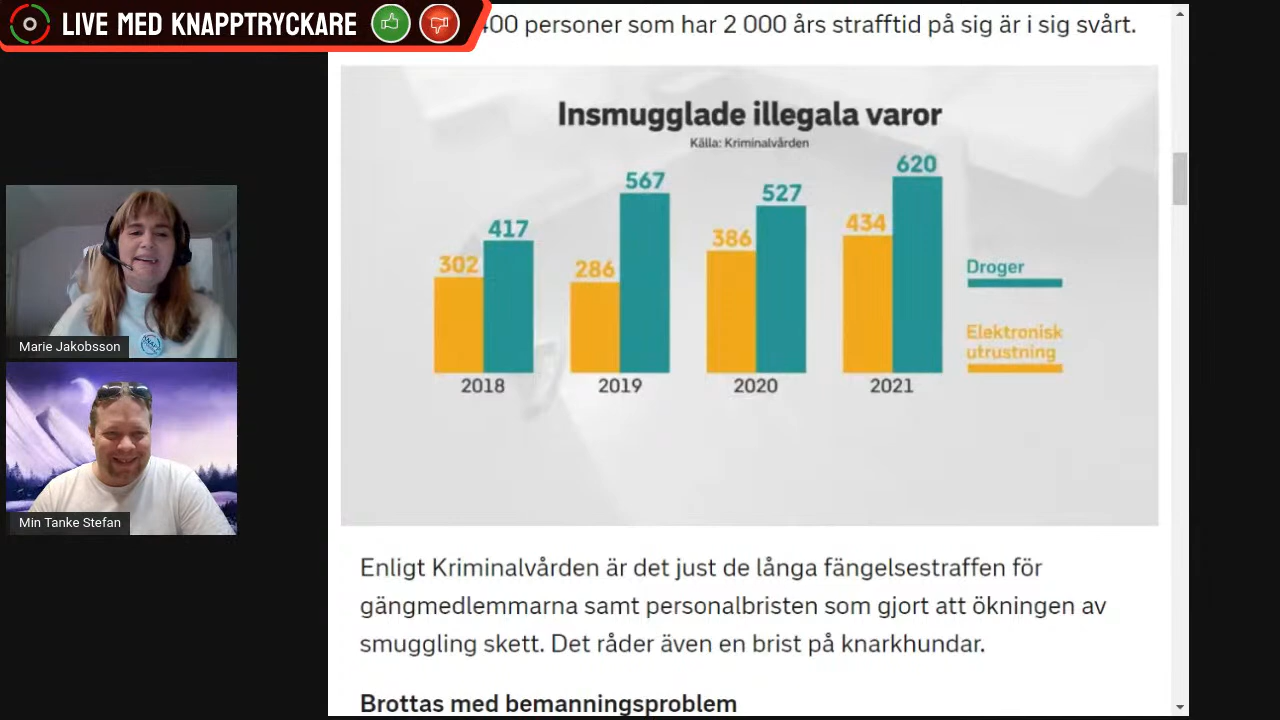 LIVE MED KNAPPTRYCKARE
400 personer som har 2 000 års strafftid på sig är i sig svårt.
Insmugglade illegala varor
Källa: Kriminalvården
302
417
286
567
386
527
434
620
2018
2019
2020
2021
Droger
Elektronisk
utrustning
Marie Jakobsson
Min Tanke Stefan
Enligt Kriminalvården är det just de långa fängelsestraffen för
gängmedlemmarna samt personalbristen som gjort att ökningen av
smuggling skett. Det råder även en brist på knarkhundar.
Brottas med bemanningsproblem